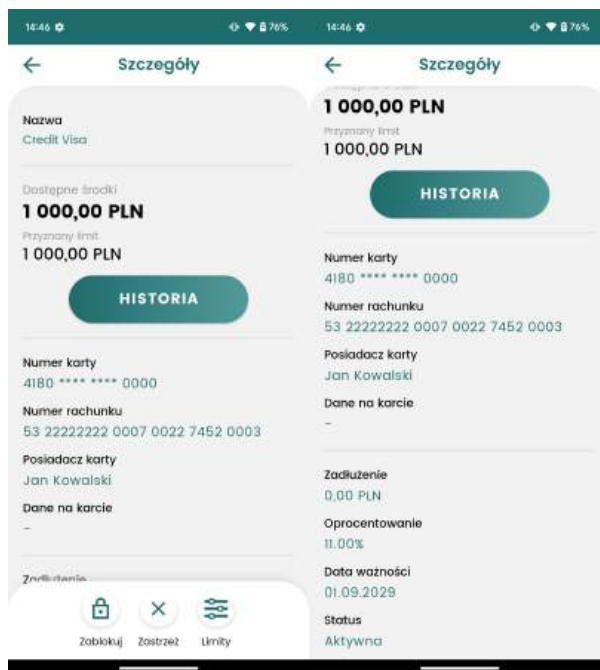 14:46
76%
Szczegóły
Nazwa
Credit Visa
Dostępne środki
1 000,00 PLN
Przyznany limit
1 000,00 PLN
HISTORIA
Numer karty
4180 **** **** 0000
Numer rachunku
53 22222222 0007 0022 7452 0003
Posiadacz karty
Jan Kowalski
Dane na karcie
-
Zadłużenie
Zablokuj Zastrzeż Limity
14:46
76%
Szczegóły
1 000,00 PLN
Przyznany limit
1 000,00 PLN
HISTORIA
Numer karty
4180 **** **** 0000
Numer rachunku
53 22222222 0007 0022 7452 0003
Posiadacz karty
Jan Kowalski
Dane na karcie
-
Zadłużenie
0,00 PLN
Oprocentowanie
11.00%
Data ważności
01.09.2029
Status
Aktywna